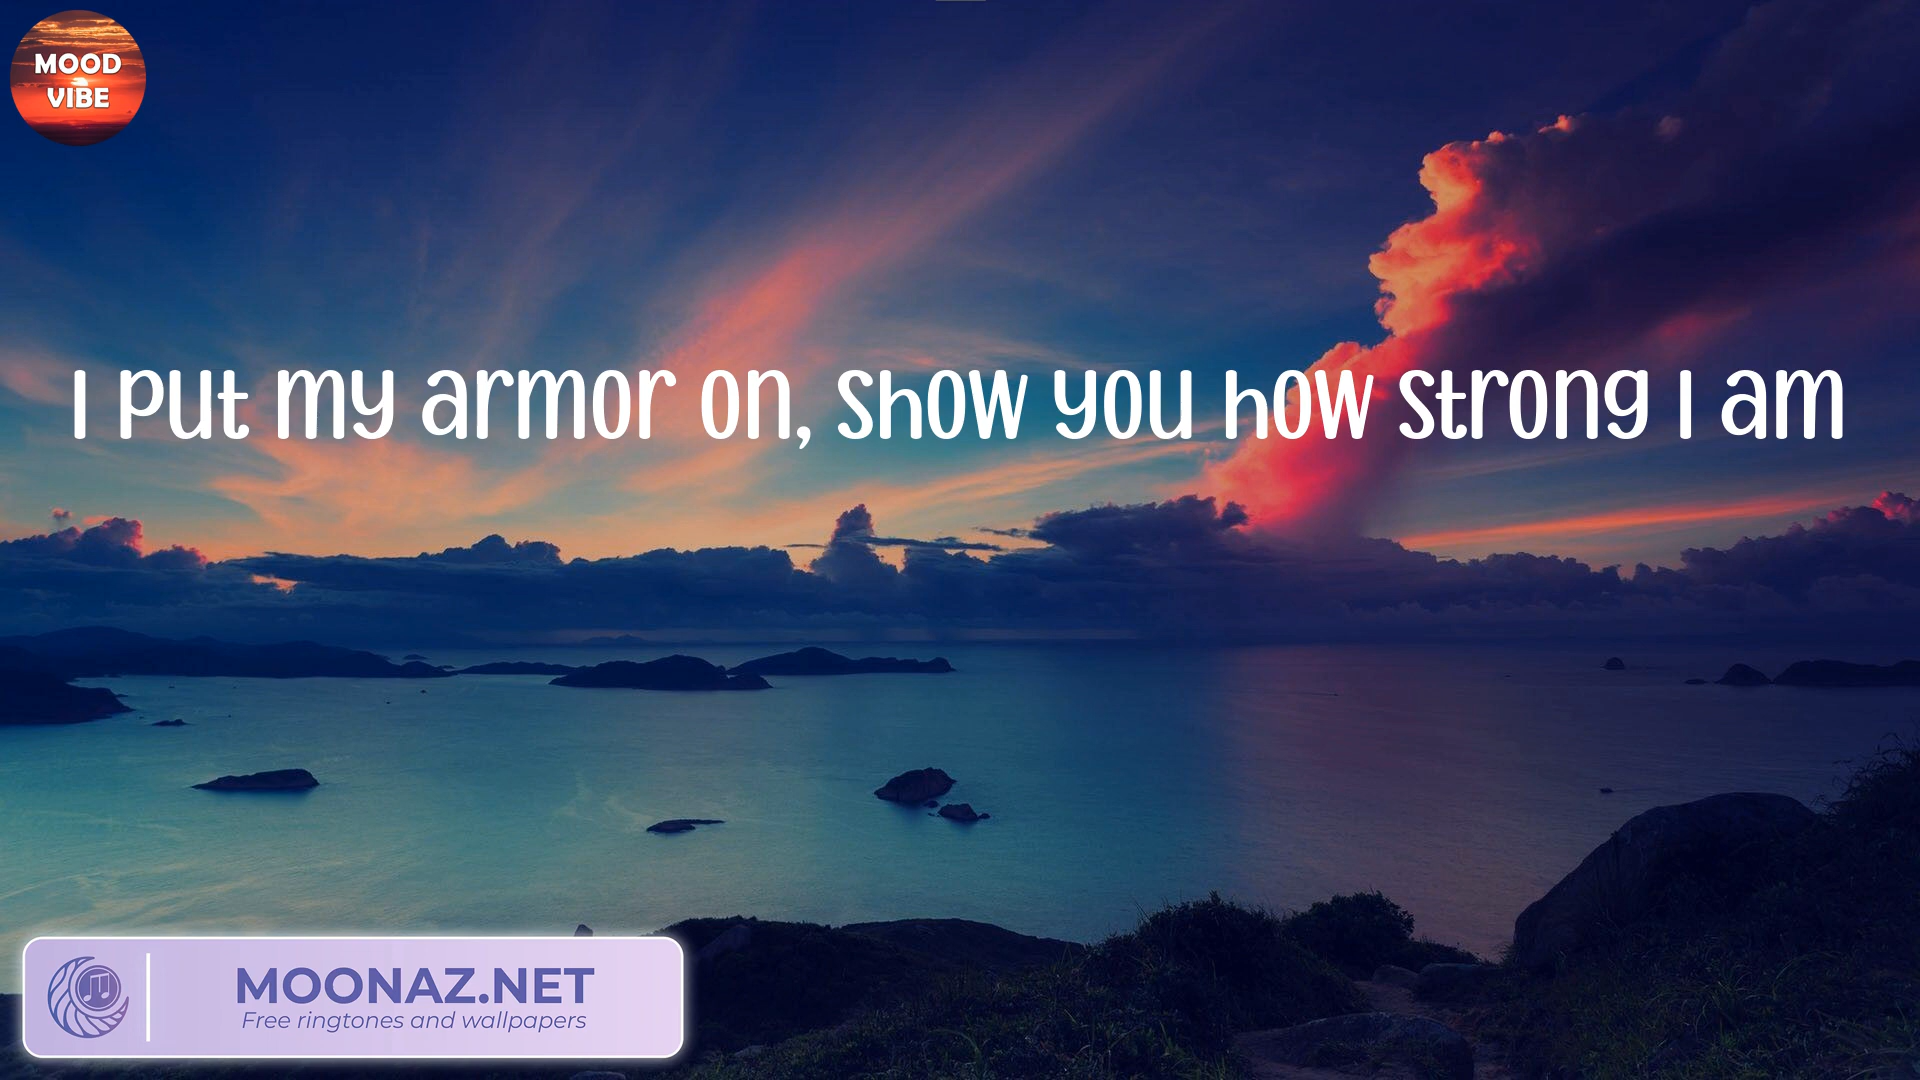 MOOD
VIBE
I put my armor on, show you how strong I am
MOONAZ.NET
Free ringtones and wallpapers